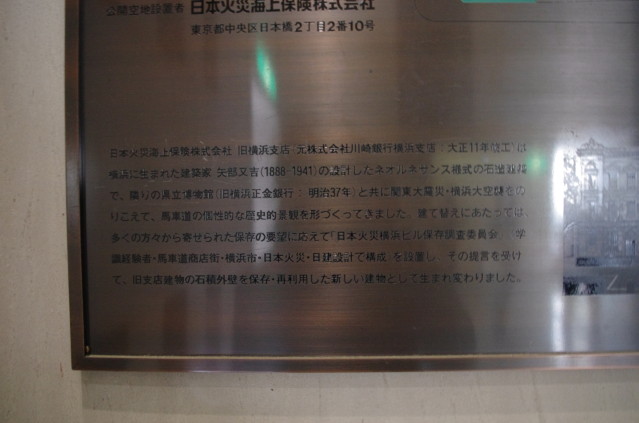 公開空地設置者 日本火災海上保険株式会社
東京都中央区日本橋2丁目2番10号
日本火災海上保険株式会社 旧横浜支店(元株式会社川崎銀行横浜支店:大正11年竣工)は
横浜に生まれた建築家 矢部又吉(1888-1941)の設計したネオルネサンス様式の石造建築
で、隣りの県立博物館(旧横浜正金銀行:明治37年)と共に関東大震災・横浜大空襲をの
りこえて、馬車道の個性的な歴史的景観を形づくってきました。建て替えにあたっては、
多くの方々から寄せられた保存の要望に応えて「日本火災横浜ビル保存調査委員会」(学
識経験者・馬車道商店街・横浜市・日本火災・日建設計で構成)を設置し、その提言を受け
て、旧支店建物の石積外壁を保存・再利用した新しい建物として生まれ変わりました。